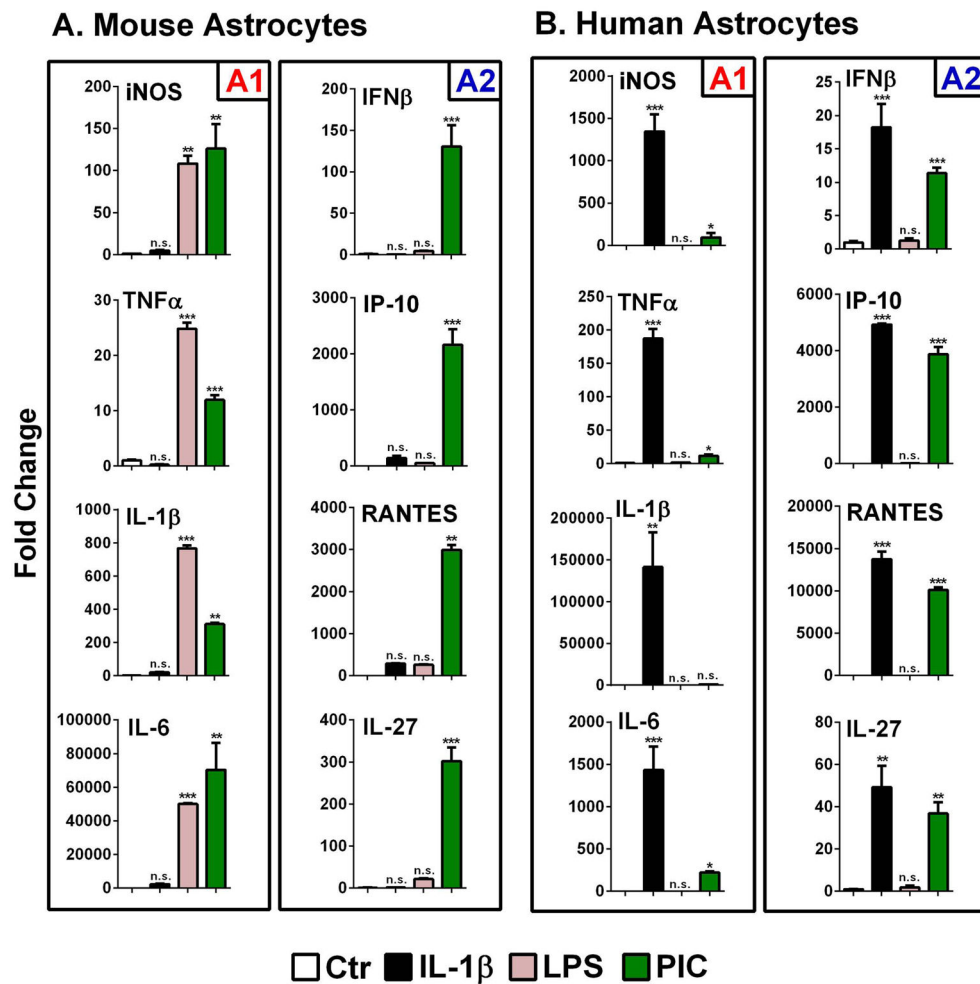 A. Mouse Astrocytes
B. Human Astrocytes
Fold Change
iNOS
A1
200
150
100
50
0
n.s.
**
**
TNFα
30
20
10
0
n.s.
***
***
IL-1β
800
600
400
200
0
n.s.
**
**
IL-6
100000
80000
60000
40000
20000
0
n.s.
***
**
IFNβ
A2
200
150
100
50
0
n.s.
n.s.
***
IP-10
3000
2000
1000
0
n.s.
n.s.
***
RANTES
4000
3000
2000
1000
0
n.s.
n.s.
**
IL-27
400
300
200
100
0
n.s.
n.s.
***
iNOS
A1
2000
1500
1000
500
0
***
n.s.
*
TNFα
250
200
150
100
50
0
***
n.s.
*
IL-1β
200000
150000
100000
50000
0
**
n.s.
n.s.
IL-6
2000
1500
1000
500
0
***
n.s.
*
IFNβ
A2
25
20
15
10
5
0
***
n.s.
***
IP-10
6000
4000
2000
0
***
***
RANTES
20000
15000
10000
5000
0
***
n.s.
***
IL-27
80
60
40
20
0
**
n.s.
**
Ctr IL-1β LPS PIC